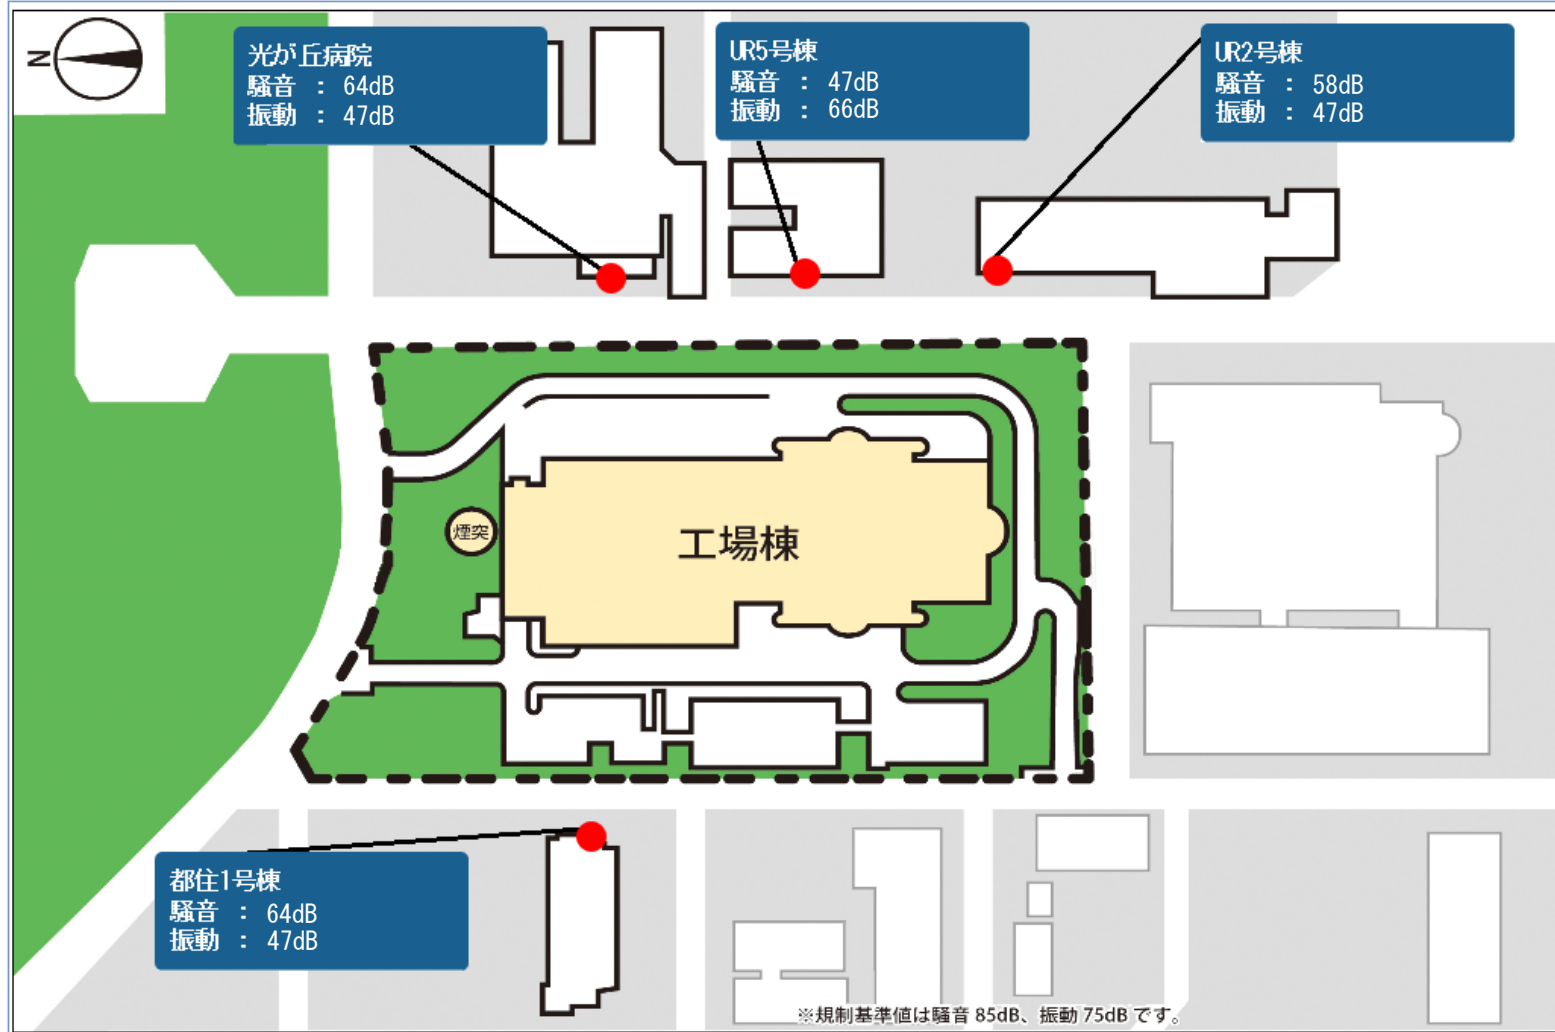 N
光が丘病院
騒音 : 64dB
振動 : 47dB
UR5号棟
騒音 : 47dB
振動 : 66dB
UR2号棟
騒音 : 58dB
振動 : 47dB
煙突
工場棟
都住1号棟
騒音 : 64dB
振動 : 47dB
※規制基準値は騒音 85dB、振動 75dB です。